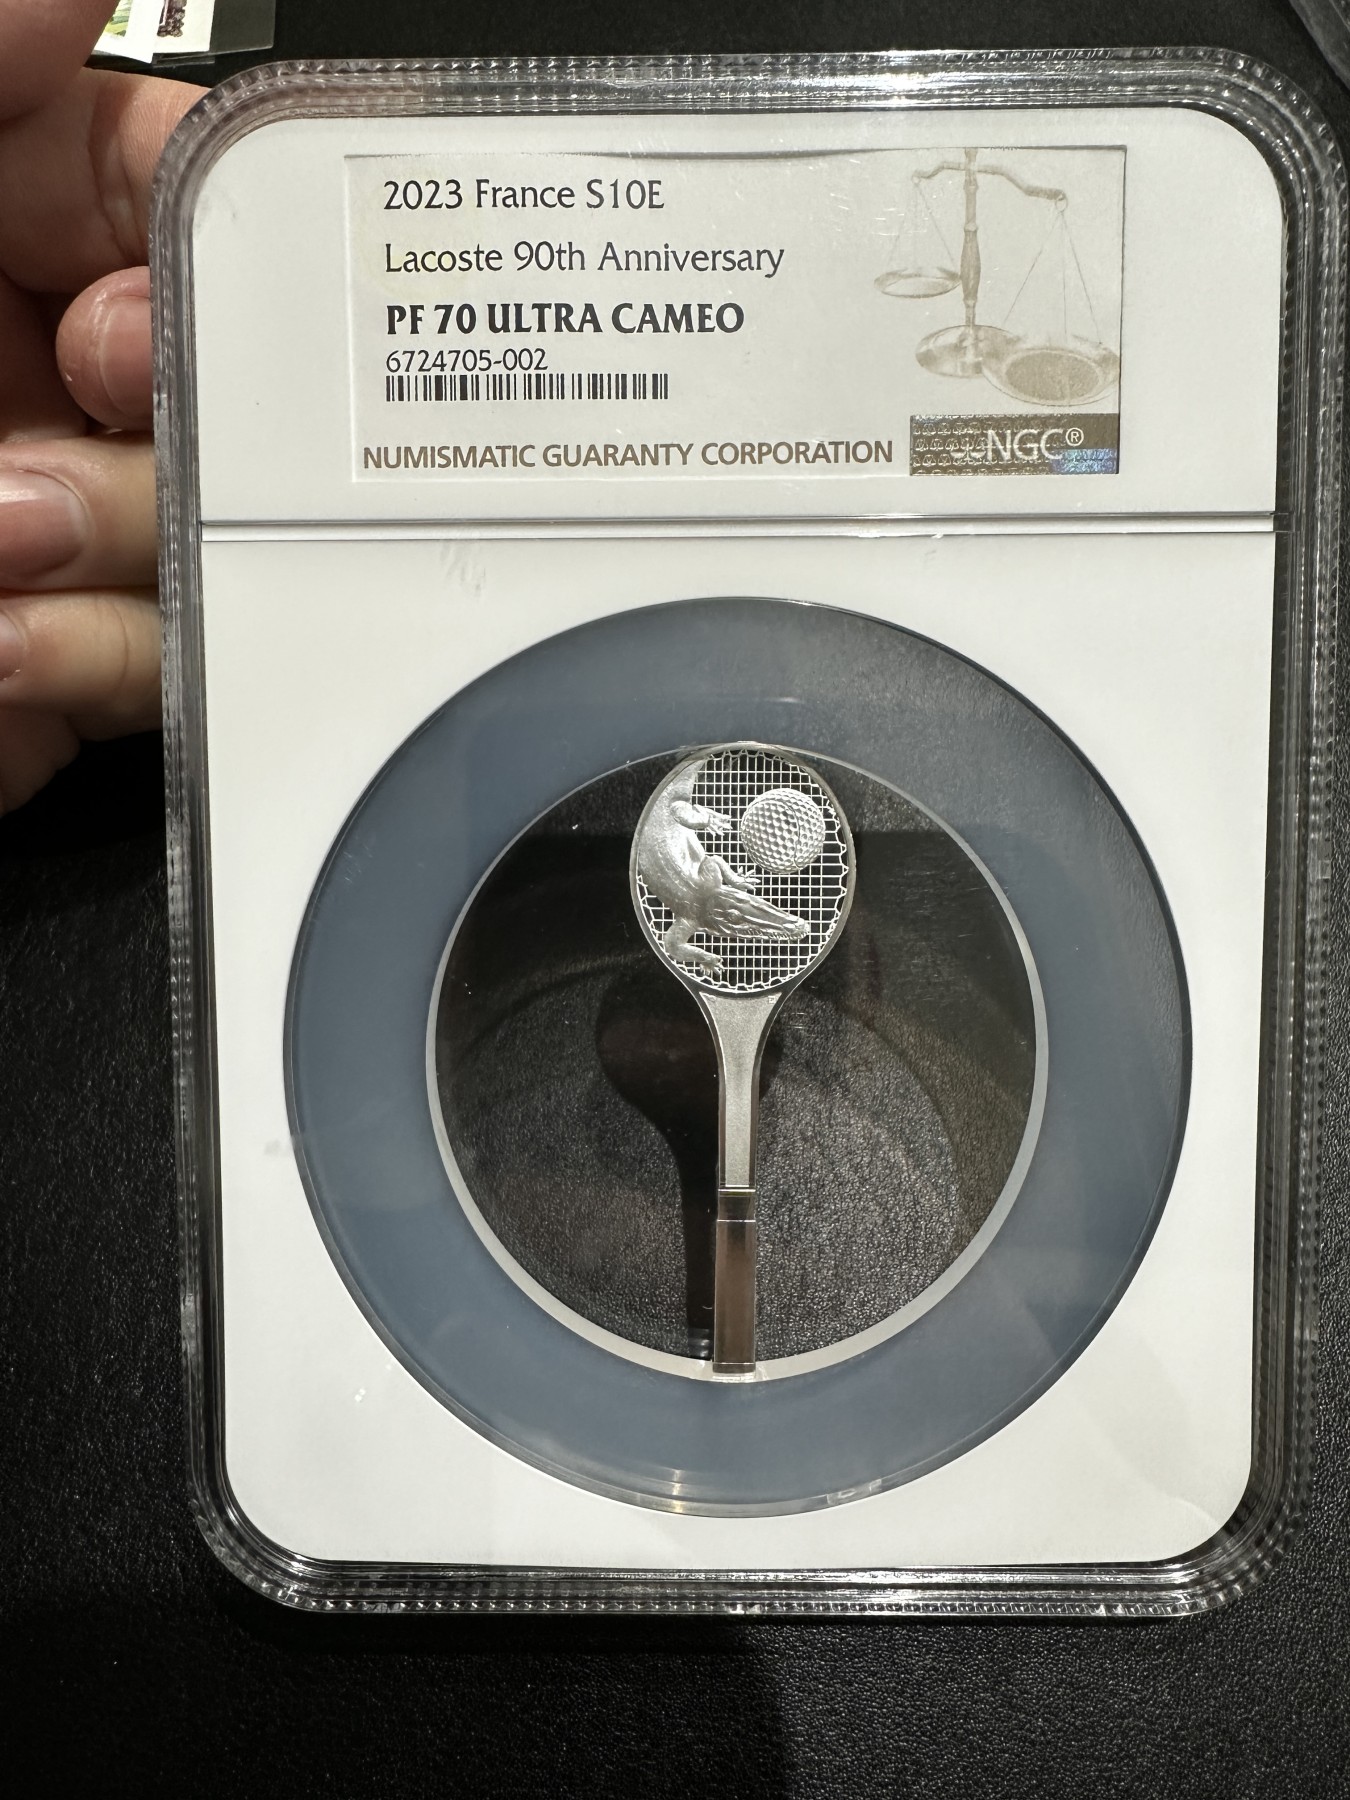 2023 France S10E
Lacoste 90th Anniversary
PF 70 ULTRA CAMEO
6724705-002
NUMISMATIC GUARANTY CORPORATION
NGC®